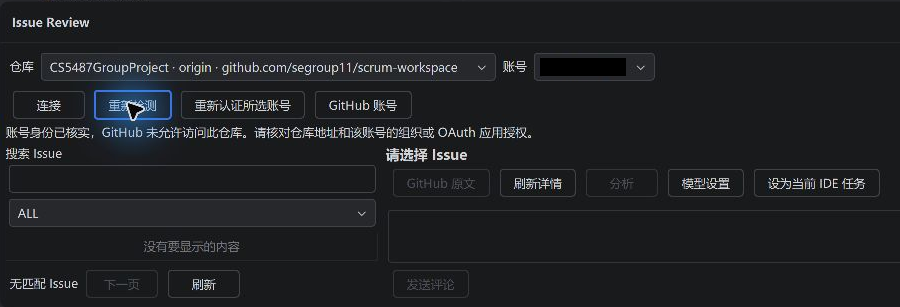 Issue Review
仓库 CS5487GroupProject · origin · github.com/segroup11/scrum-workspace 账号
连接 重新检测 重新认证所选账号 GitHub 账号
账号身份已核实，GitHub 未允许访问此仓库。请核对仓库地址和该账号的组织或 OAuth 应用授权。
搜索 Issue
请选择 Issue
GitHub 原文 刷新详情 分析 模型设置 设为当前 IDE 任务
ALL
没有要显示的内容
无匹配 Issue 下一页 刷新
发送评论